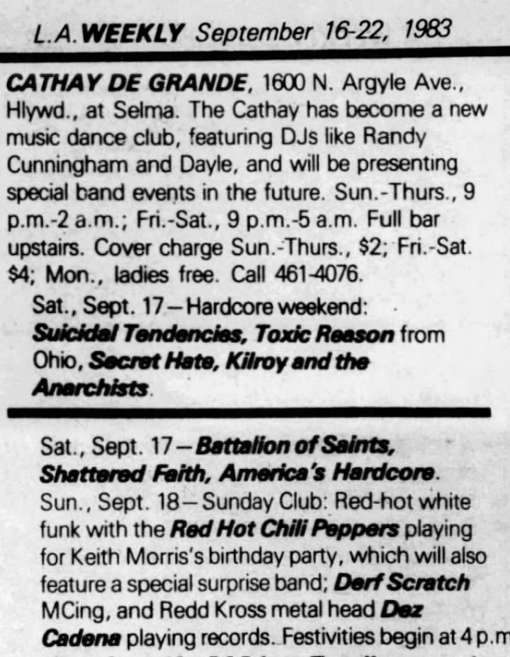 L.A.WEEKLY September 16-22, 1983
CATHAY DE GRANDE, 1600 N. Argyle Ave.,
Hlywd., at Selma. The Cathay has become a new
music dance club, featuring DJs like Randy
Cunningham and Dayle, and will be presenting
special band events in the future. Sun.-Thurs., 9
p.m.-2 a.m.; Fri.-Sat., 9 p.m.-5 a.m. Full bar
upstairs. Cover charge Sun.-Thurs., $2; Fri.-Sat.
$4; Mon., ladies free. Call 461-4076.
Sat., Sept. 17—Hardcore weekend:
Suicidal Tendencies, Toxic Reason from
Ohio, Secret Hate, Kilroy and the
Anarchists.
Sat., Sept. 17—Battalion of Saints,
Shattered Faith, America's Hardcore.
Sun., Sept. 18—Sunday Club: Red-hot white
funk with the Red Hot Chili Peppers playing
for Keith Morris's birthday party, which will also
feature a special surprise band; Derf Scratch
MCing, and Redd Kross metal head Dez
Cadena playing records. Festivities begin at 4 p.m